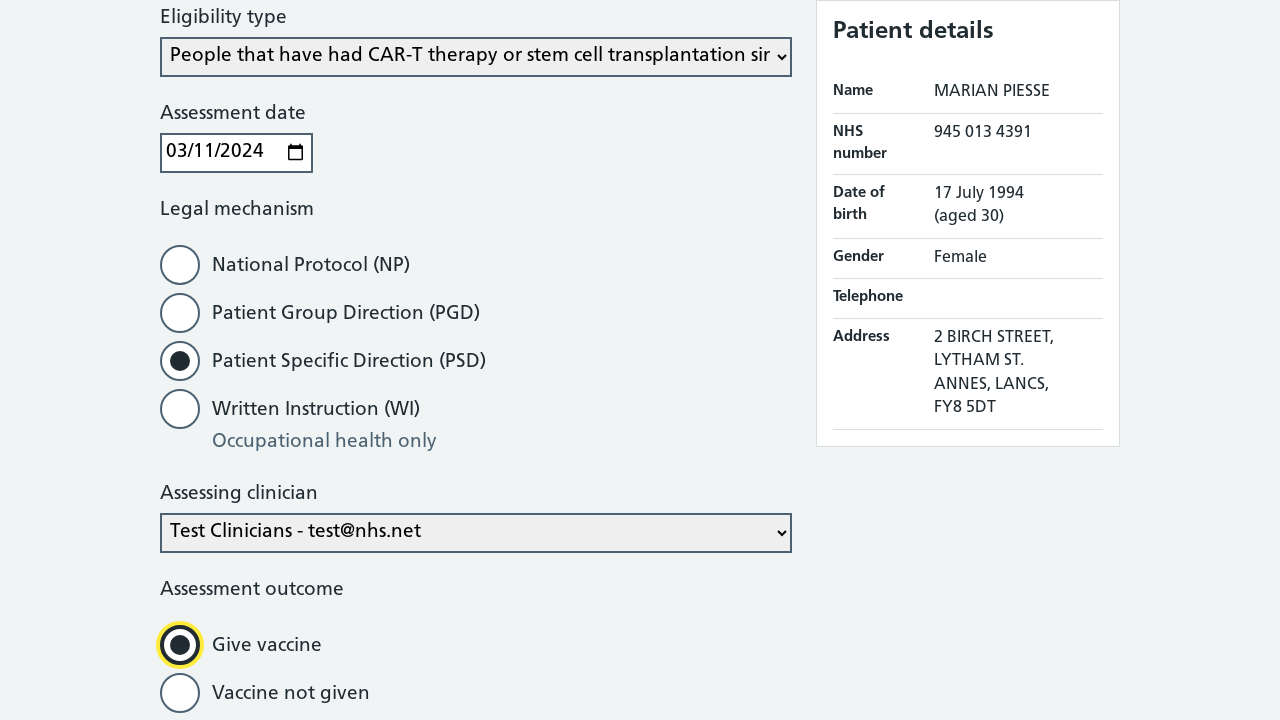 Eligibility type
People that have had CAR-T therapy or stem cell transplantation sir
Assessment date
03/11/2024
Legal mechanism
National Protocol (NP)
Patient Group Direction (PGD)
Patient Specific Direction (PSD)
Written Instruction (WI)
Occupational health only
Assessing clinician
Test Clinicians - test@nhs.net
Assessment outcome
Give vaccine
Vaccine not given
Patient details
Name MARIAN PIESSE
NHS number 945 013 4391
Date of birth 17 July 1994
(aged 30)
Gender Female
Telephone
Address 2 BIRCH STREET,
LYTHAM ST.
ANNES, LANCS,
FY8 5DT